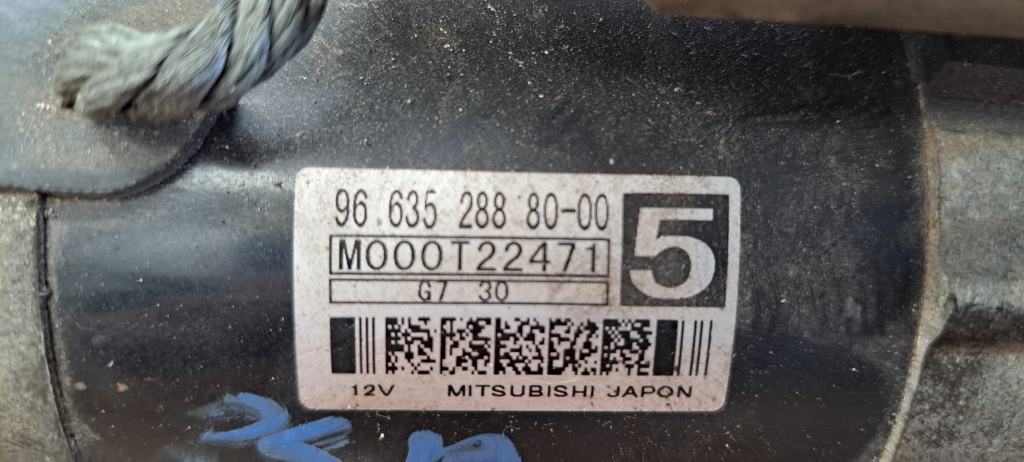 96.635 288 80-00
M000T22471
5
G7 30
12V MITSUBISHI JAPON